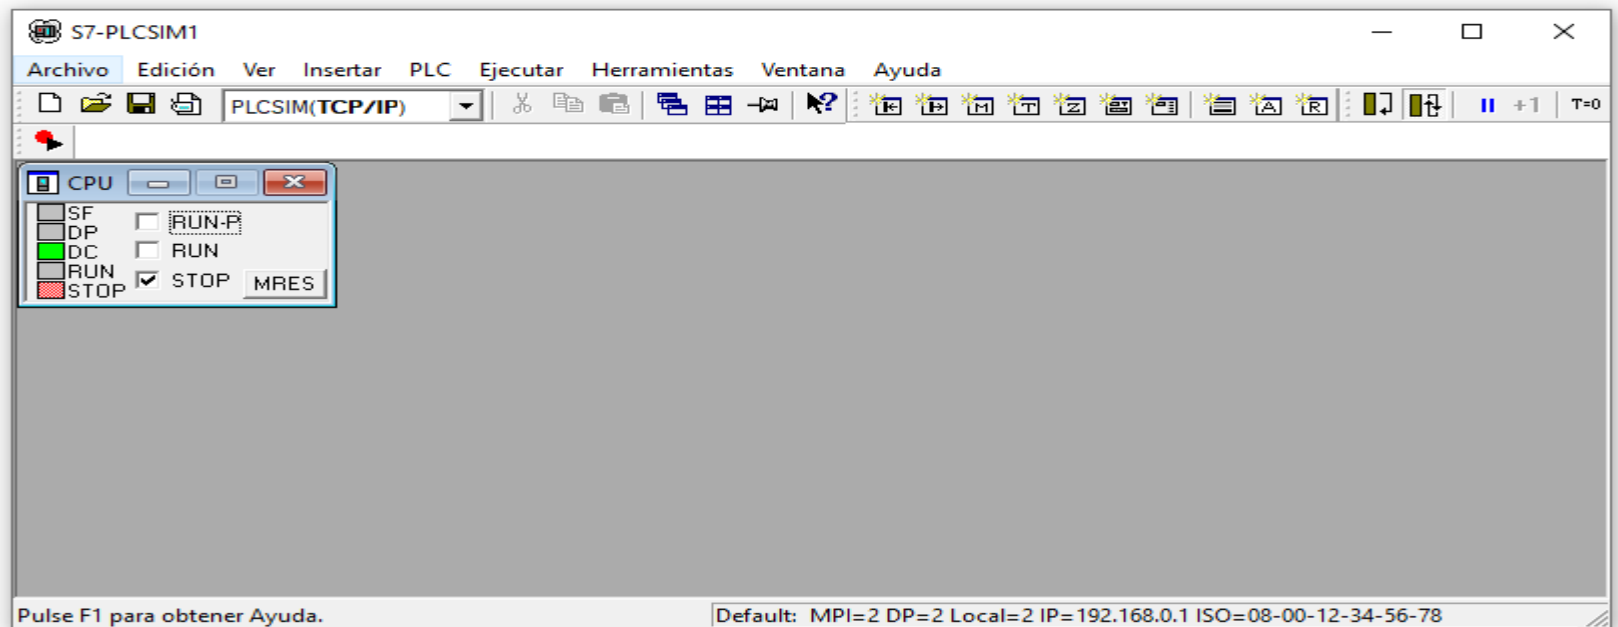 S7-PLCSIM1
Archivo Edición Ver Insertar PLC Ejecutar Herramientas Ventana Ayuda
PLCSIM(TCP/IP) +1 T=0
CPU
SF
RUN-P
DP
DC
RUN
RUN
STOP
STOP
MRES
Pulse F1 para obtener Ayuda.
Default: MPI=2 DP=2 Local=2 IP=192.168.0.1 ISO=08-00-12-34-56-78